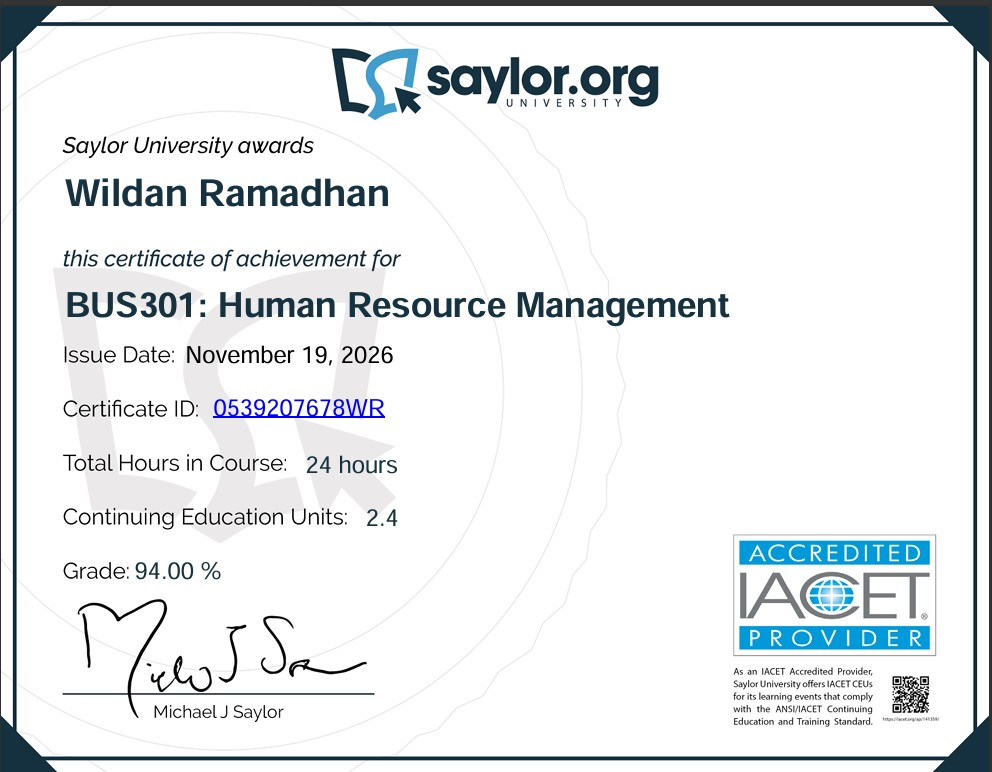 saylor.org
UNIVERSITY
Saylor University awards
Wildan Ramadhan
this certificate of achievement for
BUS301: Human Resource Management
Issue Date: November 19, 2026
Certificate ID: 0539207678WR
Total Hours in Course: 24 hours
Continuing Education Units: 2.4
Grade: 94.00 %
Michael J Saylor
ACCREDITED
IACET®
PROVIDER
As an IACET Accredited Provider,
Saylor University offers IACET CEUs
for its learning events that comply
with the ANSI/IACET Continuing
Education and Training Standard.